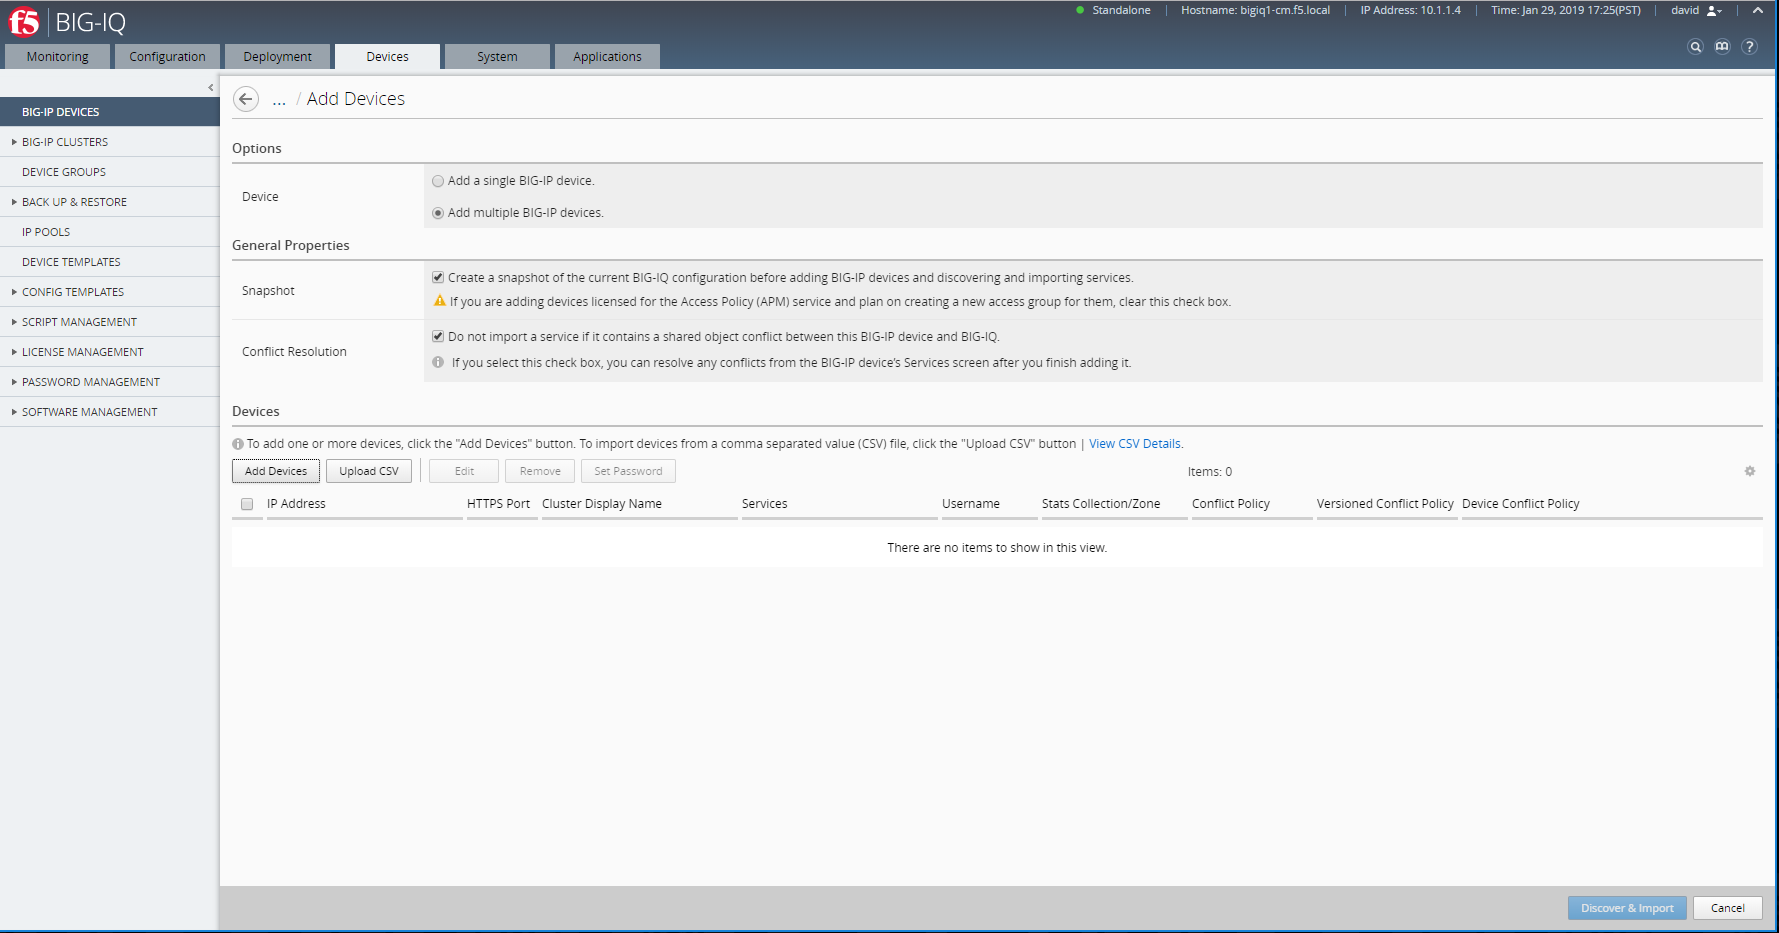 f5 BIG-IQ
Standalone Hostname: bigiq1-cm.f5.local IP Address: 10.1.1.4 Time: Jan 29, 2019 17:25(PST) david
Monitoring Configuration Deployment Devices System Applications
?
BIG-IP DEVICES
BIG-IP CLUSTERS
DEVICE GROUPS
BACK UP & RESTORE
IP POOLS
DEVICE TEMPLATES
CONFIG TEMPLATES
SCRIPT MANAGEMENT
LICENSE MANAGEMENT
PASSWORD MANAGEMENT
SOFTWARE MANAGEMENT
... / Add Devices
Options
Device
Add a single BIG-IP device.
Add multiple BIG-IP devices.
General Properties
Snapshot
Create a snapshot of the current BIG-IQ configuration before adding BIG-IP devices and discovering and importing services.
If you are adding devices licensed for the Access Policy (APM) service and plan on creating a new access group for them, clear this check box.
Conflict Resolution
Do not import a service if it contains a shared object conflict between this BIG-IP device and BIG-IQ.
If you select this check box, you can resolve any conflicts from the BIG-IP device's Services screen after you finish adding it.
Devices
To add one or more devices, click the "Add Devices" button. To import devices from a comma separated value (CSV) file, click the "Upload CSV" button | View CSV Details.
Add Devices Upload CSV Edit Remove Set Password Items: 0
IP Address HTTPS Port Cluster Display Name Services Username Stats Collection/Zone Conflict Policy Versioned Conflict Policy Device Conflict Policy
There are no items to show in this view.
Discover & Import Cancel